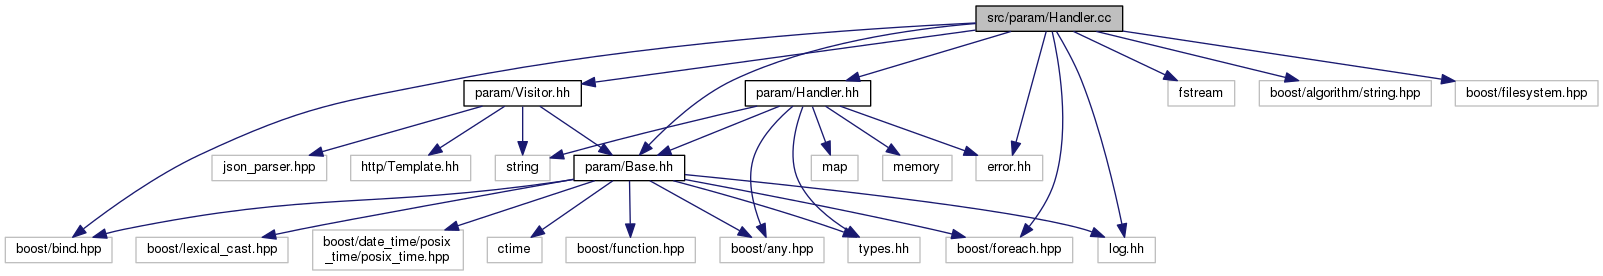 src/param/Handler.cc
param/Visitor.hh
param/Handler.hh
fstream
boost/algorithm/string.hpp
boost/filesystem.hpp
json_parser.hpp
http/Template.hh
string
param/Base.hh
map
memory
error.hh
boost/bind.hpp
boost/lexical_cast.hpp
boost/date_time/posix
_time/posix_time.hpp
ctime
boost/function.hpp
boost/any.hpp
types.hh
boost/foreach.hpp
log.hh